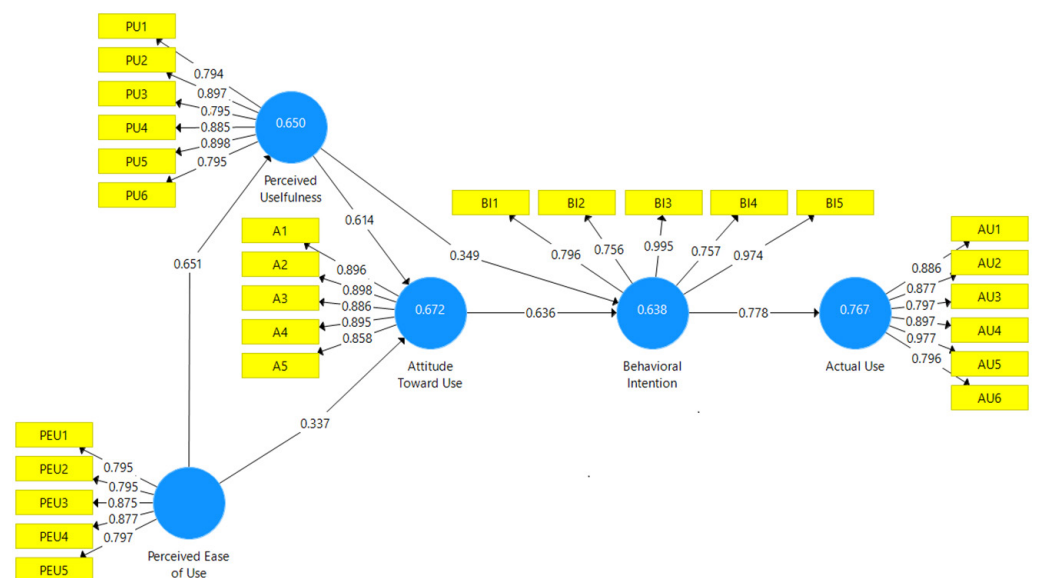 PU1
PU2
PU3
PU4
PU5
PU6
0.794
0.897
0.795
0.885
0.898
0.795
0.650
Perceived
Uselfulness
0.651
0.614
0.349
A1
A2
A3
A4
A5
0.896
0.898
0.886
0.895
0.858
0.672
Attitude
Toward Use
0.337
0.636
BI1
BI2
BI3
BI4
BI5
0.796
0.756
0.995
0.757
0.974
0.638
Behavioral
Intention
0.778
0.767
Actual Use
0.886
0.877
0.797
0.897
0.977
0.796
AU1
AU2
AU3
AU4
AU5
AU6
PEU1
PEU2
PEU3
PEU4
PEU5
0.795
0.795
0.875
0.877
0.797
Perceived Ease
of Use